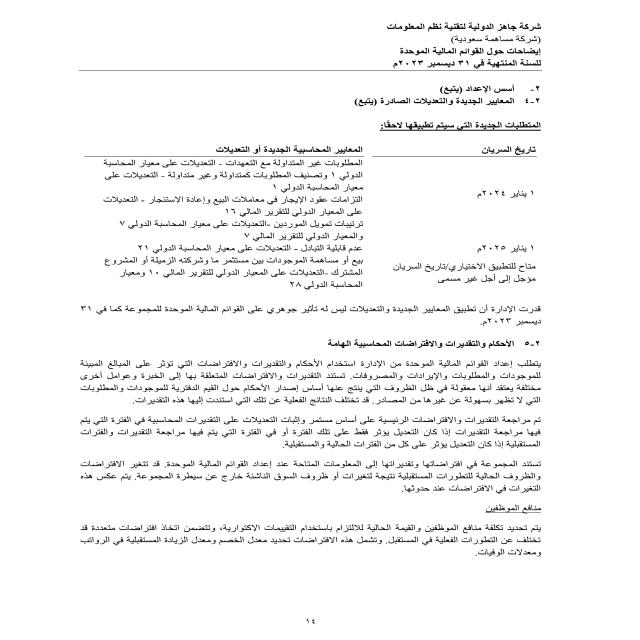 شركة جاهز الدولية لتقنية نظم المعلومات
(شركة مساهمة سعودية)
إيضاحات حول القوائم المالية الموحدة
للسنة المنتهية في ٣١ ديسمبر ٢٠٢٣م
٢- أسس الإعداد (يتبع)
٢-٤ المعايير الجديدة والتعديلات الصادرة (يتبع)
المتطلبات الجديدة التي سيتم تطبيقها لاحقًا:
تاريخ السريان المعايير المحاسبية الجديدة أو التعديلات
١ يناير ٢٠٢٤م
المطلوبات غير المتداولة مع التعهدات - التعديلات على معيار المحاسبة
الدولي ١ وتصنيف المطلوبات كمتداولة وغير متداولة - التعديلات على
معيار المحاسبة الدولي ١
التزامات عقود الإيجار في معاملات البيع وإعادة الاستئجار - التعديلات
على المعيار الدولي للتقرير المالي ١٦
ترتيبات تمويل الموردين -التعديلات على معيار المحاسبة الدولي ٧
والمعيار الدولي للتقرير المالي ٧
١ يناير ٢٠٢٥م عدم قابلية التبادل - التعديلات على معيار المحاسبة الدولي ٢١
متاح للتطبيق الاختياري/تاريخ السريان
مؤجل إلى أجل غير مسمى
بيع أو مساهمة الموجودات بين مستثمر ما وشركته الزميلة أو المشروع
المشترك -التعديلات على المعيار الدولي للتقرير المالي ١٠ ومعيار
المحاسبة الدولي ٢٨
قدرت الإدارة أن تطبيق المعايير الجديدة والتعديلات ليس له تأثير جوهري على القوائم المالية الموحدة للمجموعة كما في ٣١
ديسمبر ٢٠٢٣م.
٢-٥ الأحكام والتقديرات والافتراضات المحاسبية الهامة
يتطلب إعداد القوائم المالية الموحدة من الإدارة استخدام الأحكام والتقديرات والافتراضات التي تؤثر على المبالغ المبينة
للموجودات والمطلوبات والإيرادات والمصروفات. تستند التقديرات والافتراضات المتعلقة بها إلى الخبرة وعوامل أخرى
مختلفة يعتقد أنها معقولة في ظل الظروف التي ينتج عنها أساس إصدار الأحكام حول القيم الدفترية للموجودات والمطلوبات
التي لا تظهر بسهولة عن غيرها من المصادر. قد تختلف النتائج الفعلية عن تلك التي استندت إليها هذه التقديرات.
تم مراجعة التقديرات والافتراضات الرئيسية على أساس مستمر وإثبات التعديلات على التقديرات المحاسبية في الفترة التي يتم
فيها مراجعة التقديرات إذا كان التعديل يؤثر فقط على تلك الفترة أو في الفترة التي يتم فيها مراجعة التقديرات والفترات
المستقبلية إذا كان التعديل يؤثر على كل من الفترات الحالية والمستقبلية.
تستند المجموعة في افتراضاتها وتقديراتها إلى المعلومات المتاحة عند إعداد القوائم المالية الموحدة. قد تتغير الافتراضات
والظروف الحالية للتطورات المستقبلية نتيجة لتغيرات أو ظروف السوق الناشئة خارج عن سيطرة المجموعة. يتم عكس هذه
التغيرات في الافتراضات عند حدوثها.
منافع الموظفين
يتم تحديد تكلفة منافع الموظفين والقيمة الحالية للالتزام باستخدام التقييمات الاكتوارية، وتتضمن اتخاذ افتراضات متعددة قد
تختلف عن التطورات الفعلية في المستقبل. وتشمل هذه الافتراضات تحديد معدل الخصم ومعدل الزيادة المستقبلية في الرواتب
ومعدلات الوفيات.
١٤